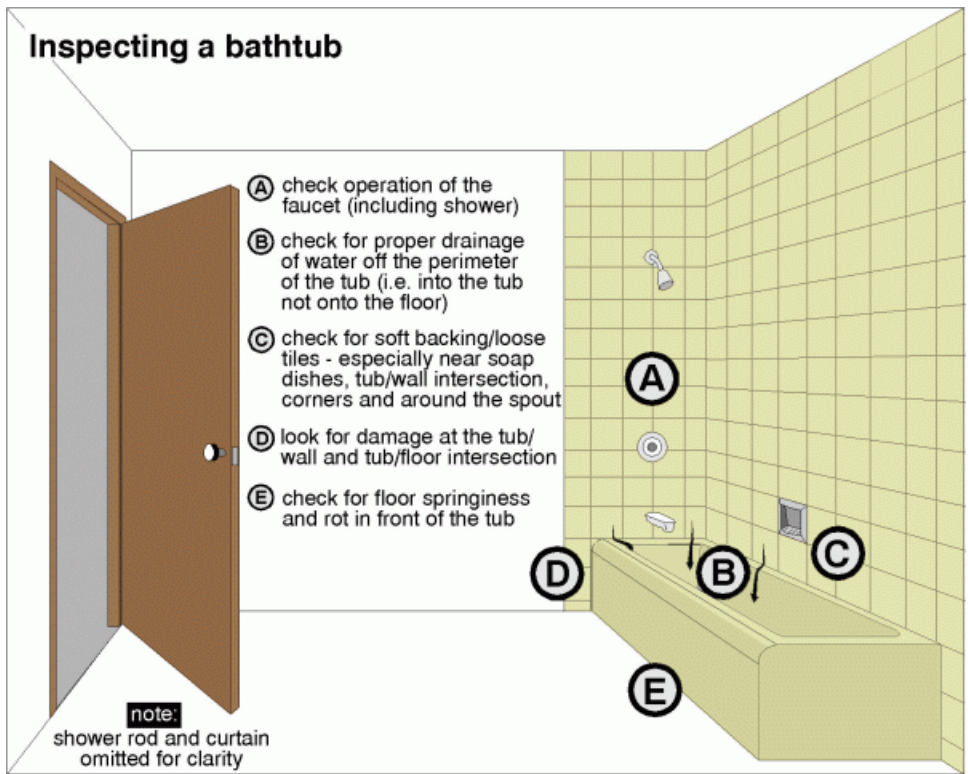 Inspecting a bathtub
A check operation of the
faucet (including shower)
B check for proper drainage
of water off the perimeter
of the tub (i.e. into the tub
not onto the floor)
C check for soft backing/loose
tiles - especially near soap
dishes, tub/wall intersection,
corners and around the spout
D look for damage at the tub/
wall and tub/floor intersection
E check for floor springiness
and rot in front of the tub
A
B
C
D
E
note:
shower rod and curtain
omitted for clarity